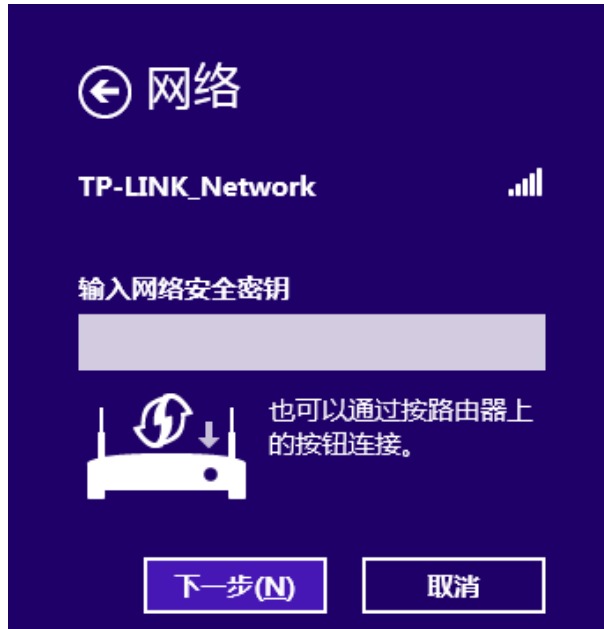 网络
TP-LINK_Network
输入网络安全密钥
也可以通过按路由器上
的按钮连接。
下一步(N)
取消